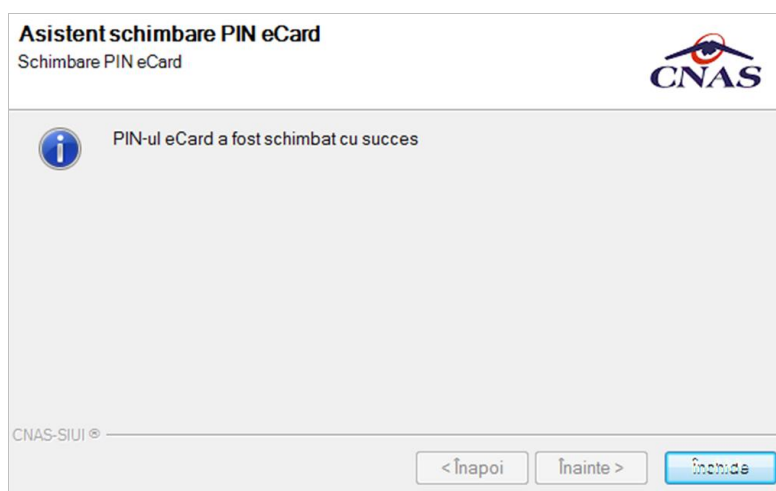 Asistent schimbare PIN eCard
Schimbare PIN eCard
CNAS
PIN-ul eCard a fost schimbat cu succes
CNAS-SIUI ®
< Înapoi
Înainte >
Închide